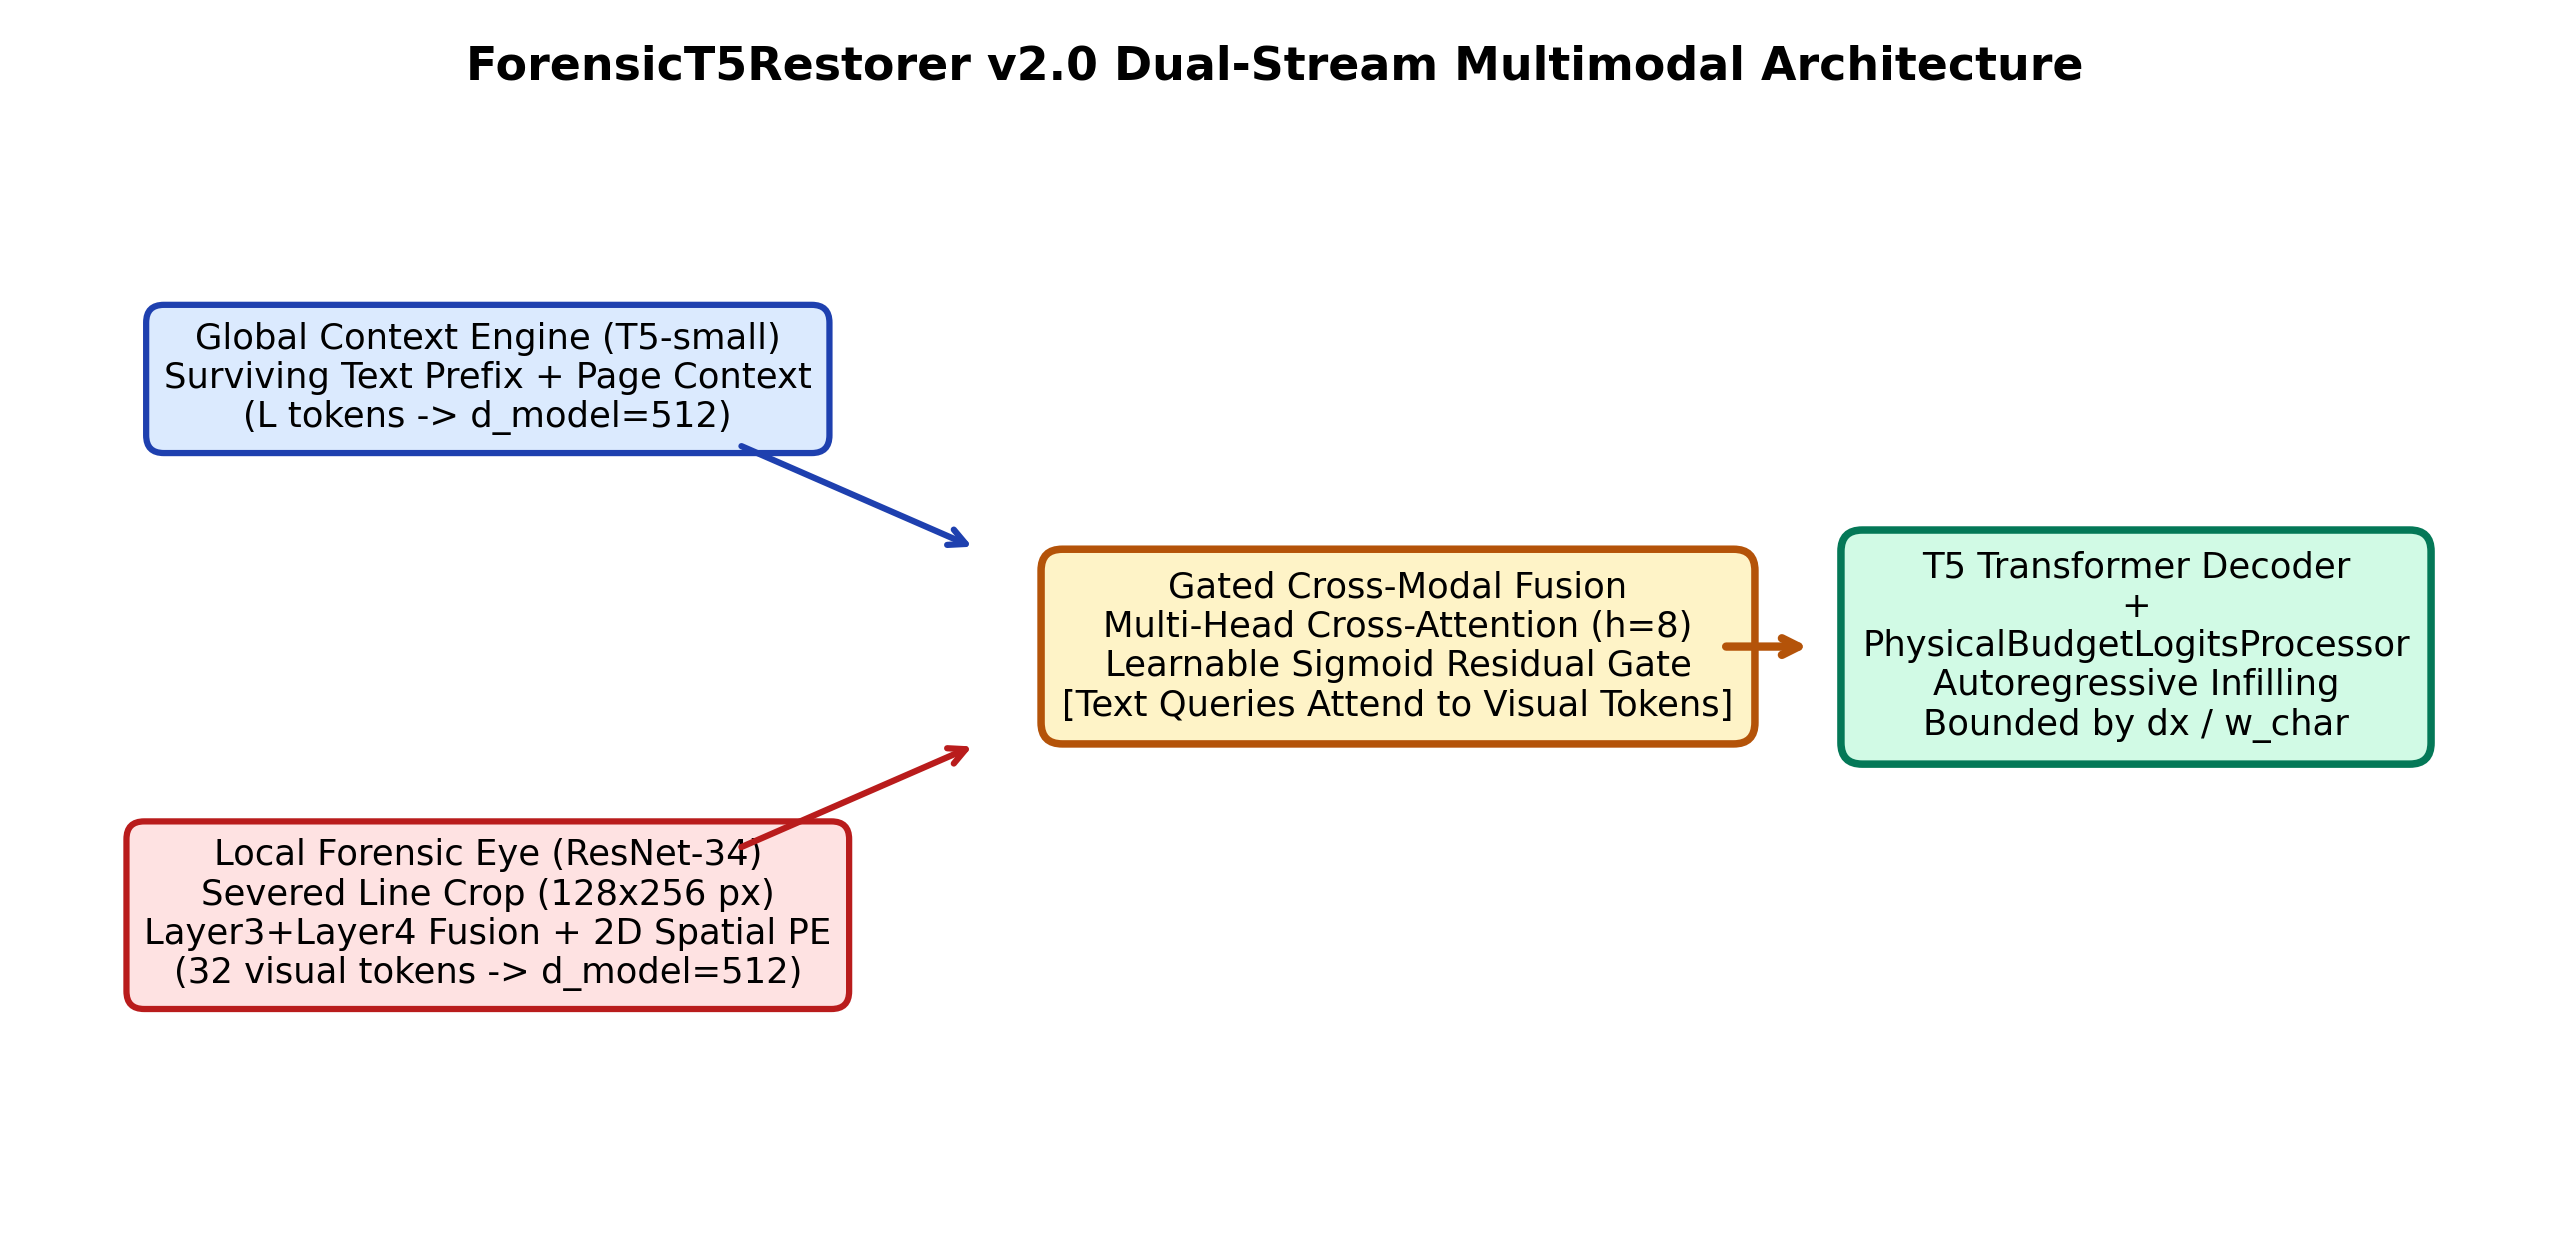 ForensicT5Restorer v2.0 Dual-Stream Multimodal Architecture
Global Context Engine (T5-small)
Surviving Text Prefix + Page Context
(L tokens -> d_model=512)
Local Forensic Eye (ResNet-34)
Severed Line Crop (128x256 px)
Layer3+Layer4 Fusion + 2D Spatial PE
(32 visual tokens -> d_model=512)
Gated Cross-Modal Fusion
Multi-Head Cross-Attention (h=8)
Learnable Sigmoid Residual Gate
[Text Queries Attend to Visual Tokens]
T5 Transformer Decoder
+
PhysicalBudgetLogitsProcessor
Autoregressive Infilling
Bounded by dx / w_char